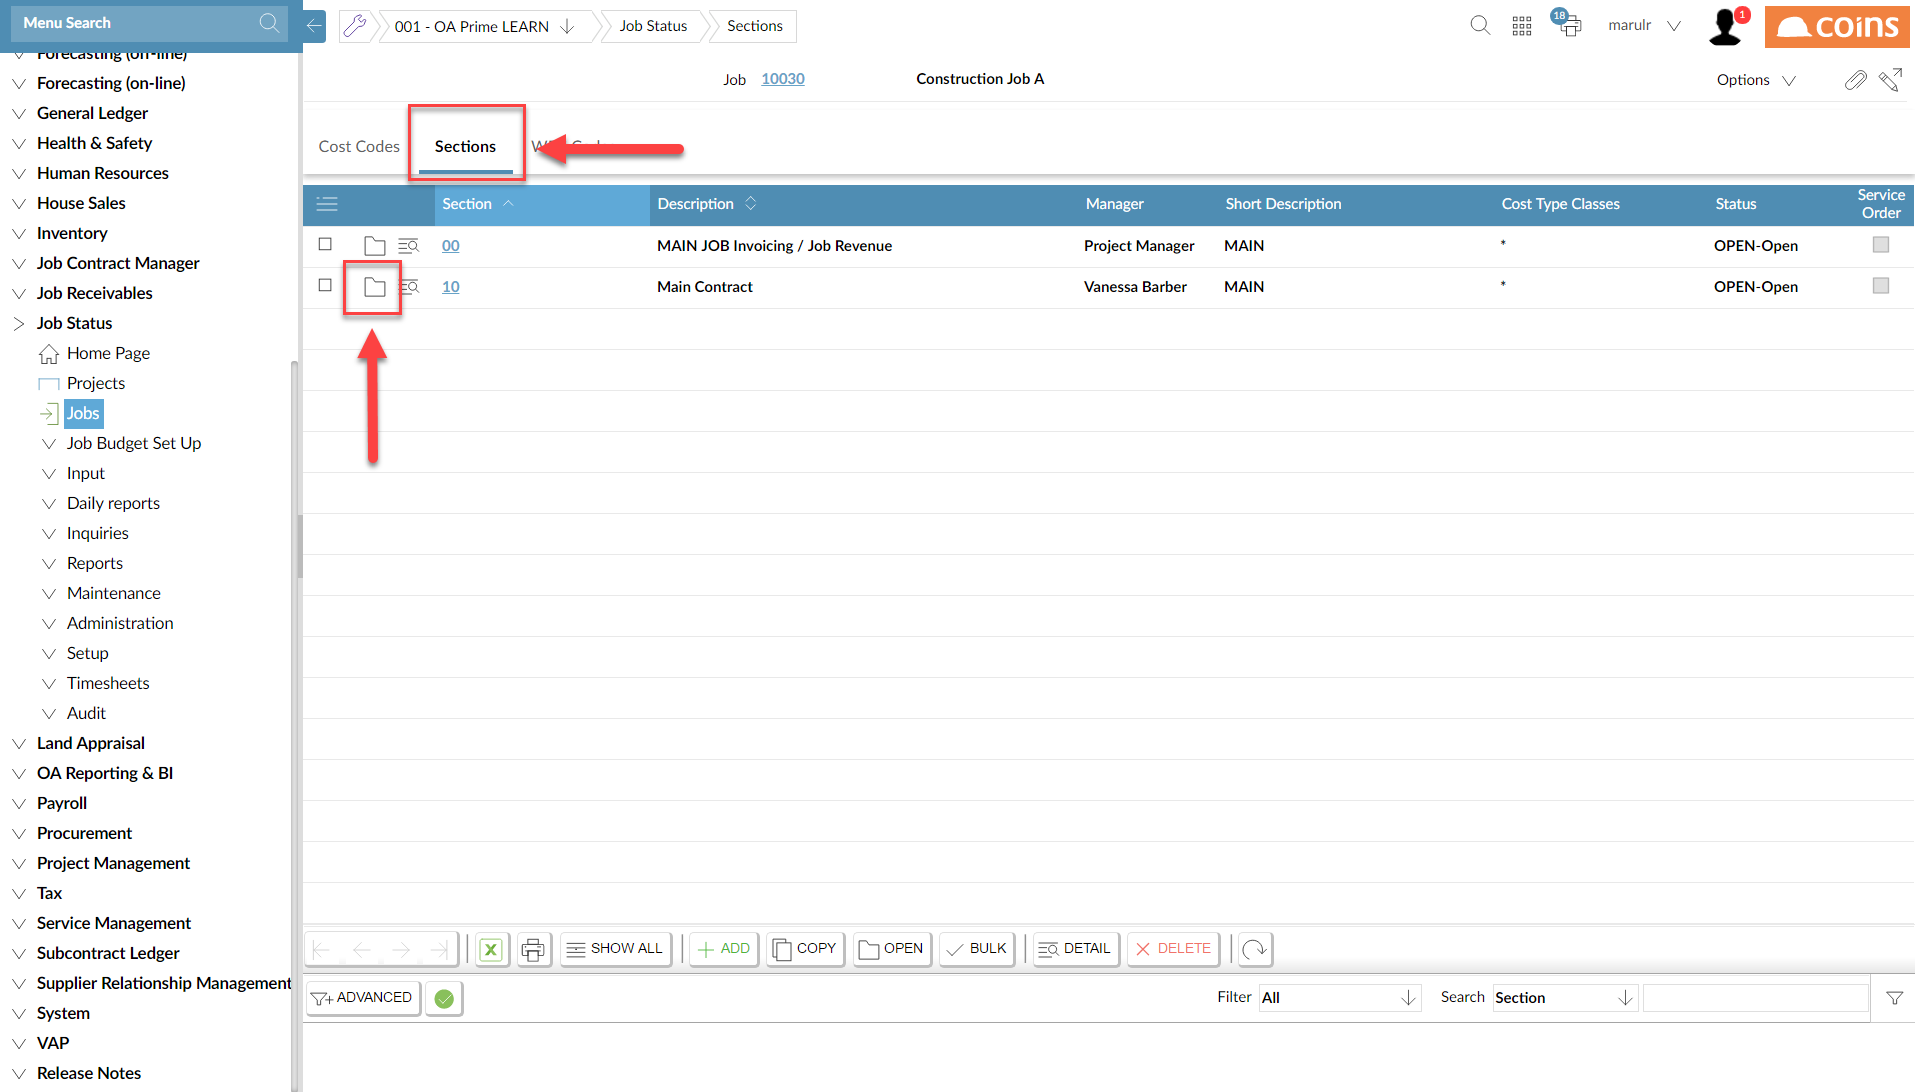 Menu Search
001 - OA Prime LEARN
Job Status
Sections
18
marulr
1
coins
Forecasting (on-line)
Forecasting (on-line)
General Ledger
Health & Safety
Human Resources
House Sales
Inventory
Job Contract Manager
Job Receivables
Job Status
Home Page
Projects
Jobs
Job Budget Set Up
Input
Daily reports
Inquiries
Reports
Maintenance
Administration
Setup
Timesheets
Audit
Land Appraisal
OA Reporting & BI
Payroll
Procurement
Project Management
Tax
Service Management
Subcontract Ledger
Supplier Relationship Management
System
VAP
Release Notes
Job 10030 Construction Job A
Options
Cost Codes Sections
Section Description Manager Short Description Cost Type Classes Status Service Order
00 MAIN JOB Invoicing / Job Revenue Project Manager MAIN * OPEN-Open
10 Main Contract Vanessa Barber MAIN * OPEN-Open
SHOW ALL ADD COPY OPEN BULK DETAIL DELETE
ADVANCED Filter All Search Section